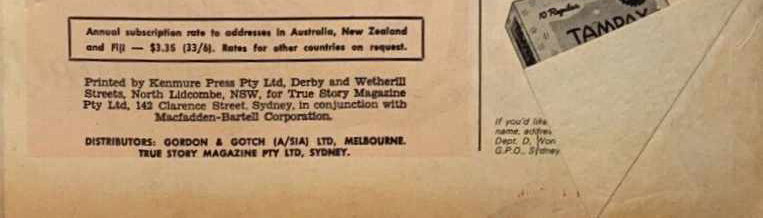 Annual subscription rate to addresses in Australia, New Zealand
and Fiji — $3.35 (33/6). Rates for other countries on request.
Printed by Kenmure Press Pty Ltd, Derby and Wetherill
Streets, North Lidcombe, NSW, for True Story Magazine
Pty Ltd, 142 Clarence Street, Sydney, in conjunction with
Macfadden-Bartell Corporation.
DISTRIBUTORS: GORDON & GOTCH (A/SIA) LTD, MELBOURNE.
TRUE STORY MAGAZINE PTY LTD, SYDNEY.
10 Regular
TAMPAX
If you'd like
name, addres
Dept. D, Won
G.P.O., Sydney